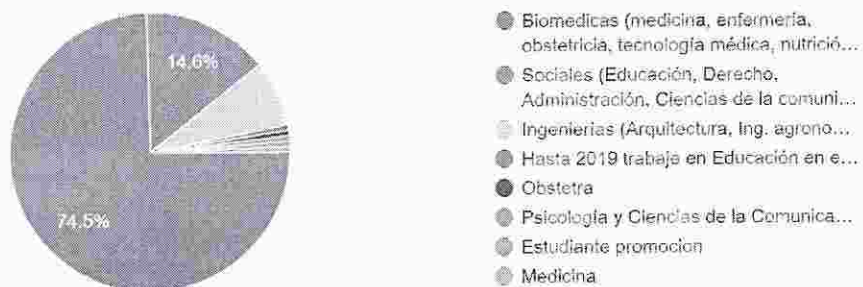 14.6%
74.5%
Biomedicas (medicina, enfermería,
obstetricia, tecnología médica, nutrició...
Sociales (Educación, Derecho,
Administración, Ciencias de la comuni...
Ingenierias (Arquitectura, Ing. agrono...
Hasta 2019 trabaje en Educación en e...
Obstetra
Psicología y Ciencias de la Comunica...
Estudiante promocion
Medicina